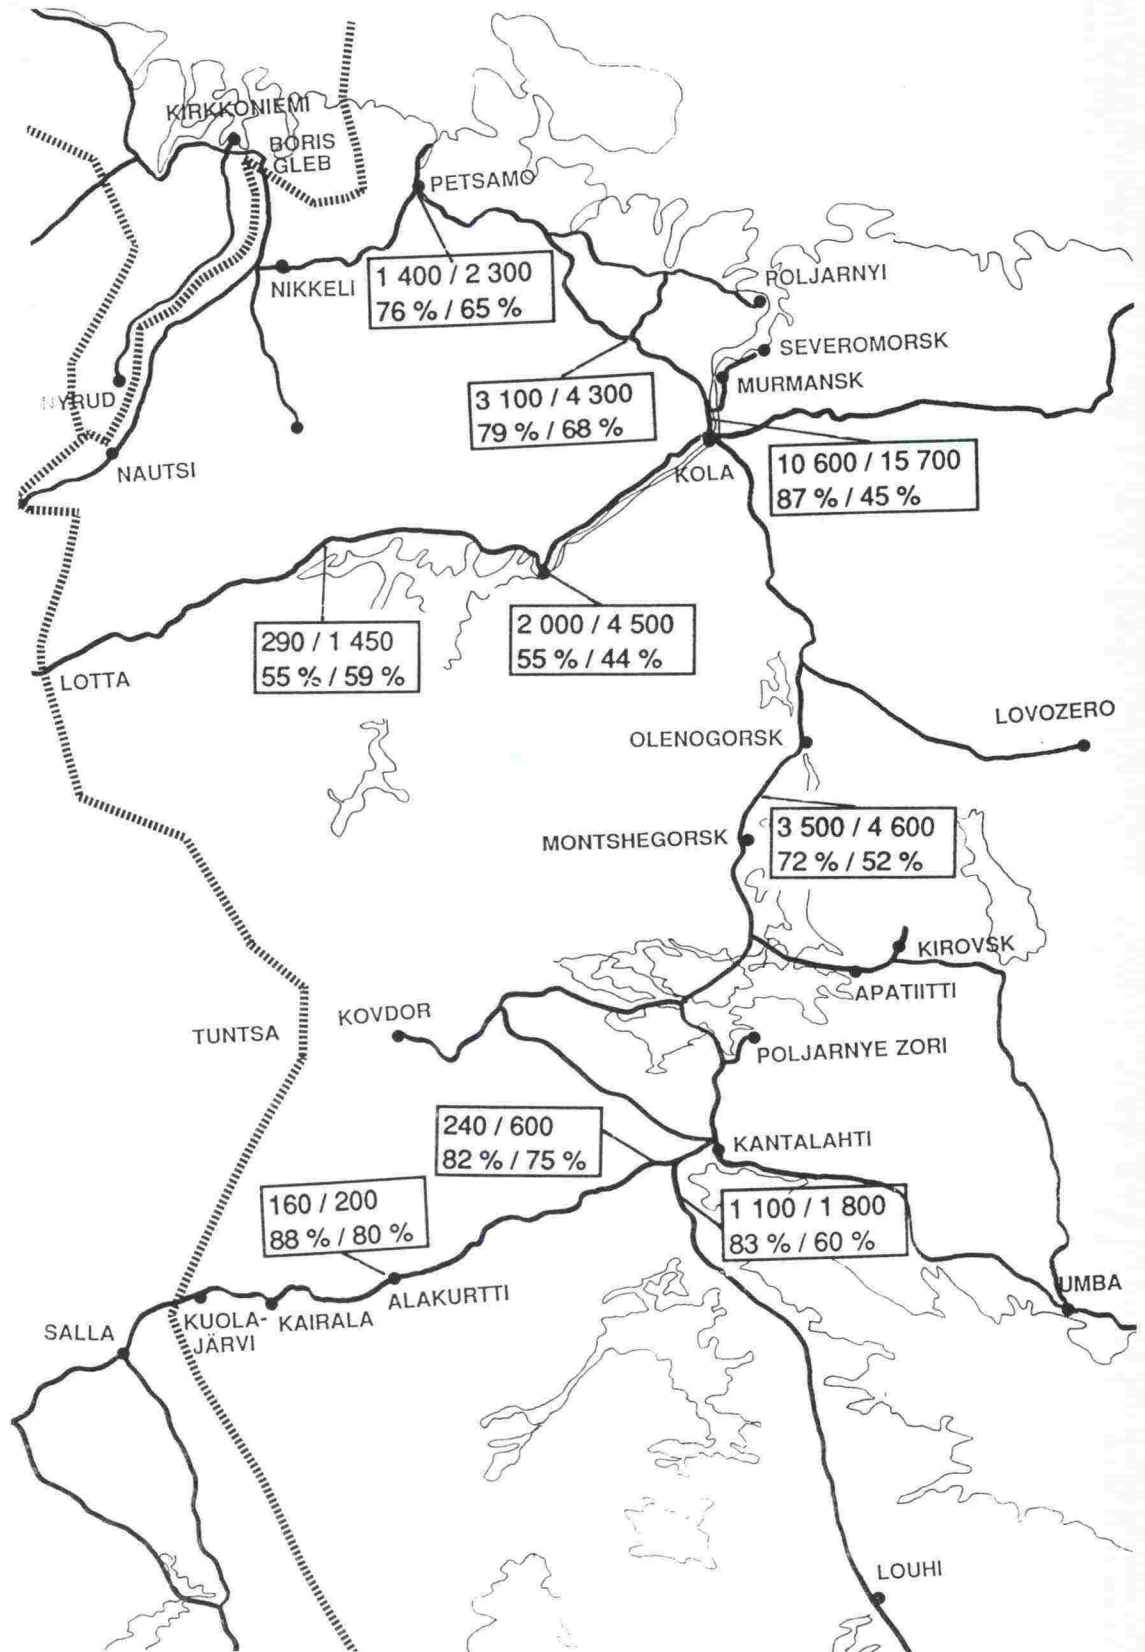 KIRKKONIEMI
BORIS
GLEB
PETSAMO
NIKKELI
1 400 / 2 300
76 % / 65 %
POLJARNYI
SEVEROMORSK
MURMANSK
3 100 / 4 300
79 % / 68 %
NYRUD
NAUTSI
KOLA
10 600 / 15 700
87 % / 45 %
290 / 1 450
55 % / 59 %
2 000 / 4 500
55 % / 44 %
LOTTA
LOVOZERO
OLENOGORSK
MONTSHEGORSK
3 500 / 4 600
72 % / 52 %
KIROVSK
APATIITTI
KOVDOR
TUNTSA
POLJARNYE ZORI
240 / 600
82 % / 75 %
KANTALAHTI
160 / 200
88 % / 80 %
1 100 / 1 800
83 % / 60 %
ALAKURTTI
UMBA
KUOLA-
JÄRVI
KAIRALA
SALLA
LOUHI